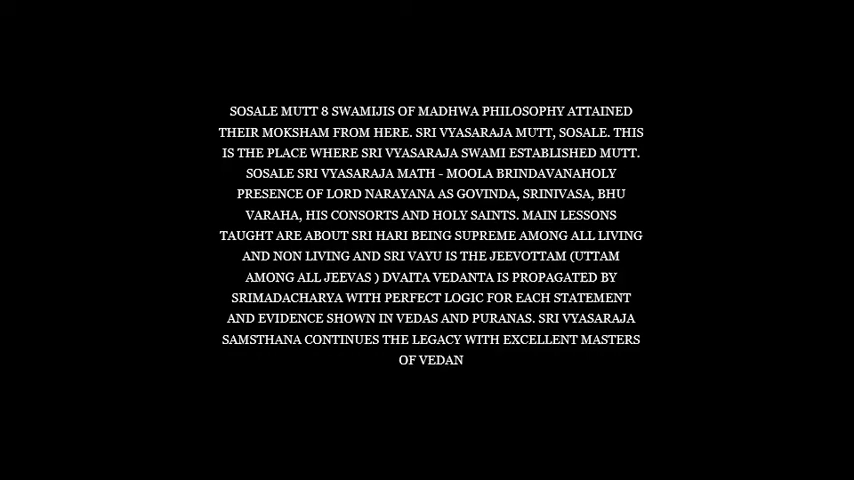 SOSALE MUTT 8 SWAMIJIS OF MADHWA PHILOSOPHY ATTAINED
THEIR MOKSHAM FROM HERE. SRI VYASARAJA MUTT, SOSALE. THIS
IS THE PLACE WHERE SRI VYASARAJA SWAMI ESTABLISHED MUTT.
SOSALE SRI VYASARAJA MATH - MOOLA BRINDAVANAHOLY
PRESENCE OF LORD NARAYANA AS GOVINDA, SRINIVASA, BHU
VARAHA, HIS CONSORTS AND HOLY SAINTS. MAIN LESSONS
TAUGHT ARE ABOUT SRI HARI BEING SUPREME AMONG ALL LIVING
AND NON LIVING AND SRI VAYU IS THE JEEVOTTAM (UTTAM
AMONG ALL JEEVAS ) DVAITA VEDANTA IS PROPAGATED BY
SRIMADACHARYA WITH PERFECT LOGIC FOR EACH STATEMENT
AND EVIDENCE SHOWN IN VEDAS AND PURANAS. SRI VYASARAJA
SAMSTHANA CONTINUES THE LEGACY WITH EXCELLENT MASTERS
OF VEDAN